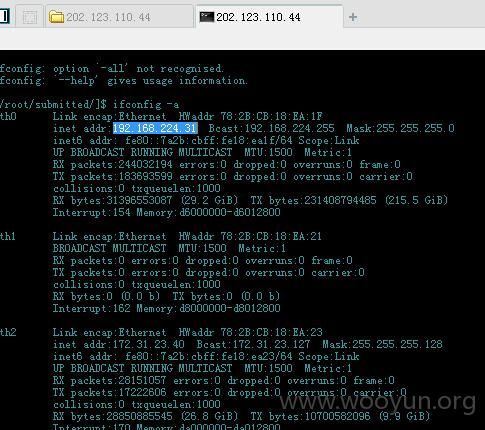 202.123.110.44
202.123.110.44
fconfig: option `-all' not recognised.
fconfig: `--help' gives usage information.
/root/submitted/]$ ifconfig -a
th0 Link encap:Ethernet HWaddr 78:2B:CB:18:EA:1F
inet addr:192.168.224.31 Bcast:192.168.224.255 Mask:255.255.255.0
inet6 addr: fe80::7a2b:cbff:fe18:ea1f/64 Scope:Link
UP BROADCAST RUNNING MULTICAST MTU:1500 Metric:1
RX packets:244032194 errors:0 dropped:0 overruns:0 frame:0
TX packets:183693599 errors:0 dropped:0 overruns:0 carrier:0
collisions:0 txqueuelen:1000
RX bytes:31396553087 (29.2 GiB) TX bytes:231408794485 (215.5 GiB)
Interrupt:154 Memory:d6000000-d6012800
th1 Link encap:Ethernet HWaddr 78:2B:CB:18:EA:21
BROADCAST MULTICAST MTU:1500 Metric:1
RX packets:0 errors:0 dropped:0 overruns:0 frame:0
TX packets:0 errors:0 dropped:0 overruns:0 carrier:0
collisions:0 txqueuelen:1000
RX bytes:0 (0.0 b) TX bytes:0 (0.0 b)
Interrupt:162 Memory:d8000000-d8012800
th2 Link encap:Ethernet HWaddr 78:2B:CB:18:EA:23
inet addr:172.31.23.40 Bcast:172.31.23.127 Mask:255.255.255.128
inet6 addr: fe80::7a2b:cbff:fe18:ea23/64 Scope:Link
UP BROADCAST RUNNING MULTICAST MTU:1500 Metric:1
RX packets:28151057 errors:0 dropped:0 overruns:0 frame:0
TX packets:17222606 errors:0 dropped:0 overruns:0 carrier:0
collisions:0 txqueuelen:1000
RX bytes:28850885545 (26.8 GiB) TX bytes:10700582096 (9.9 GiB)
Interrupt:170 Memory:da000000-da012800
www.wooyun.org